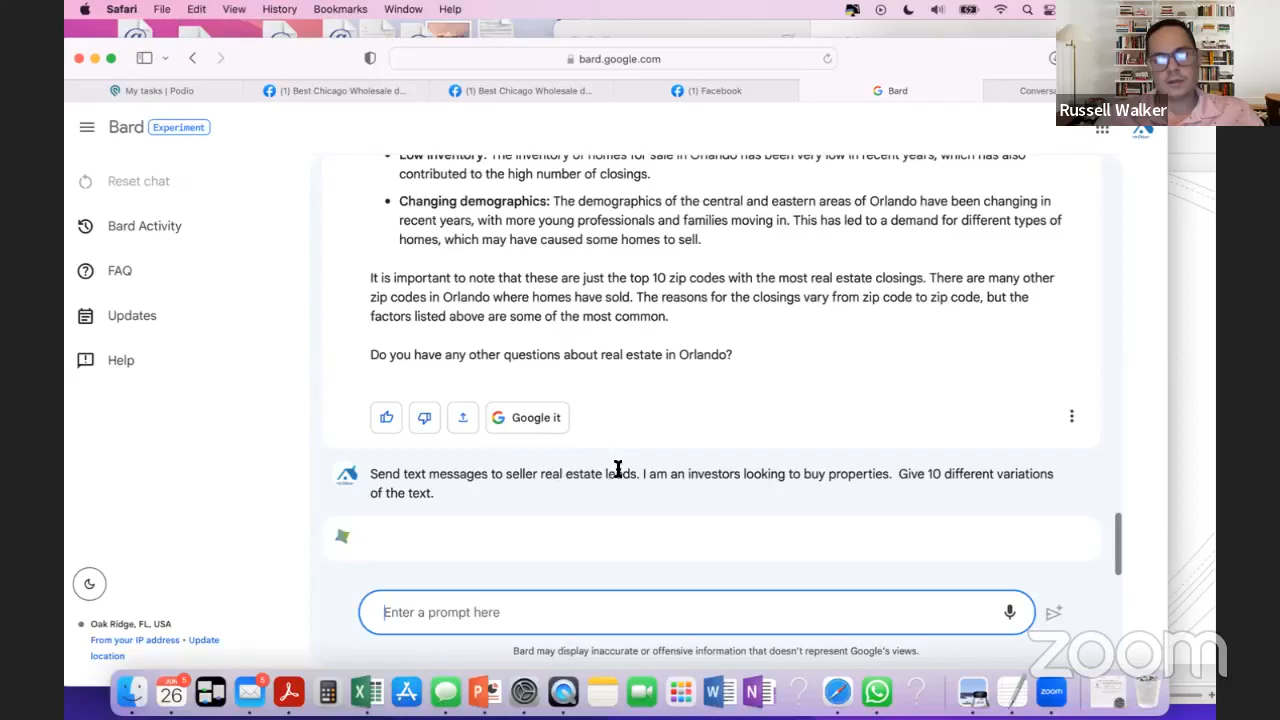 Safari File Edit View History Bookmarks Window Help
bard.google.com
My tasks | Podio
(1) Best Chicago Wholesale d...
(1) Best Chicago Wholesale d...
(1) Facebook
Bard
Convers
Russell Walker
Bard Experiment
Reset chat
Bard Activity
FAQ
Updates
Help
Low inventory: The inventory of homes for sale in Orlando has been very low in recent years, which has also
contributed to the high number of closings.
Changing demographics: The demographics of the central and eastern areas of Orlando have been changing in
recent years, with more young professionals and families moving in. This has led to a demand for different types of
homes, which may have caused some homes to sell.
It is important to note that these are just the top 10 zip codes with the most real estate closings. There are many other
zip codes in Orlando where homes have sold. The reasons for the closings vary from zip code to zip code, but the
factors listed above are some of the most common.
Do you have any other questions about real estate in Orlando?
Google it
Send text messages to seller real estate leads. I am an investors looking to buy properties. Give 10 different variations
of the text.
Enter a prompt here
Bard may display inaccurate or offensive information that doesn't represent Google's views.
Oak Ridge, FL, USA
From your IP address • Update
location
JUN
26
5
5
zoom
zoom